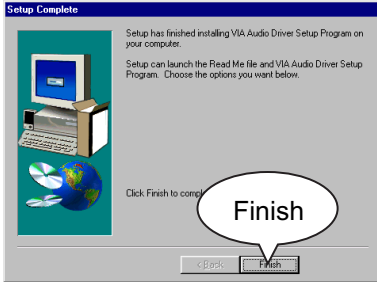 Setup Complete
Setup has finished installing VIA Audio Driver Setup Program on
your computer.
Setup can launch the Read Me file and VIA Audio Driver Setup
Program. Choose the options you want below.
Click Finish to compl
Finish
< Back
Finish